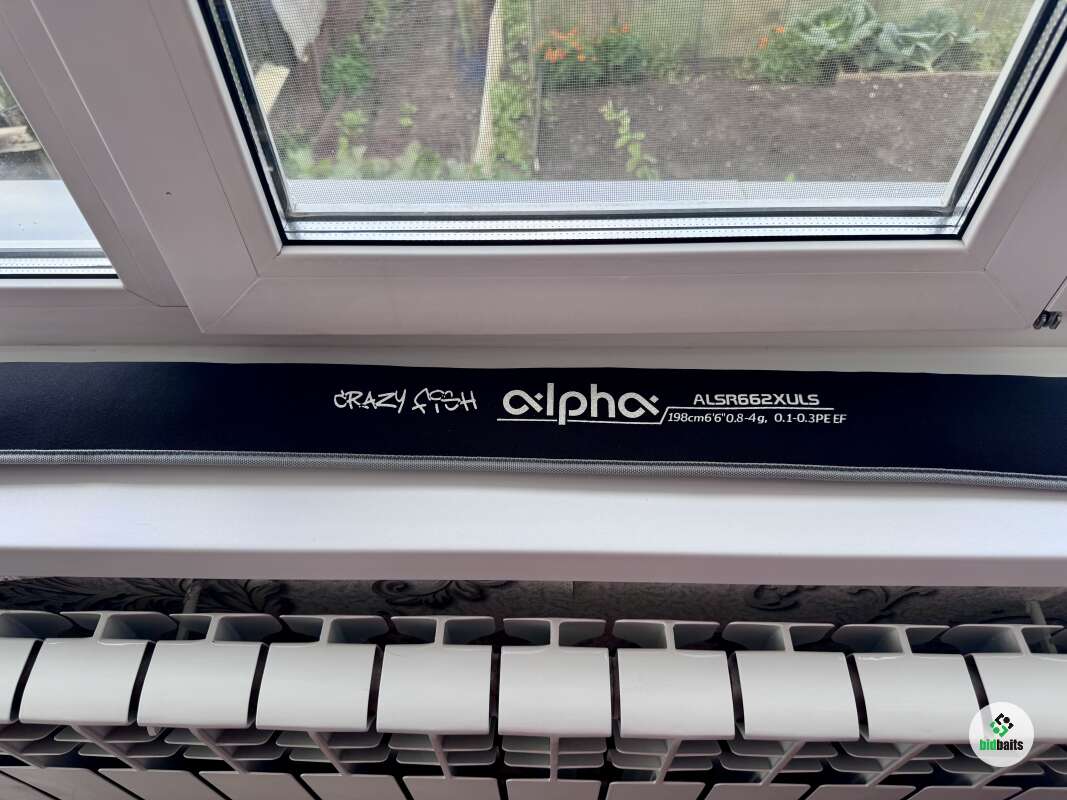 CRAZY FISH alpha ALSR662XULS
198cm6'6"0.8-4g, 0.1-0.3PE EF
bidbaits